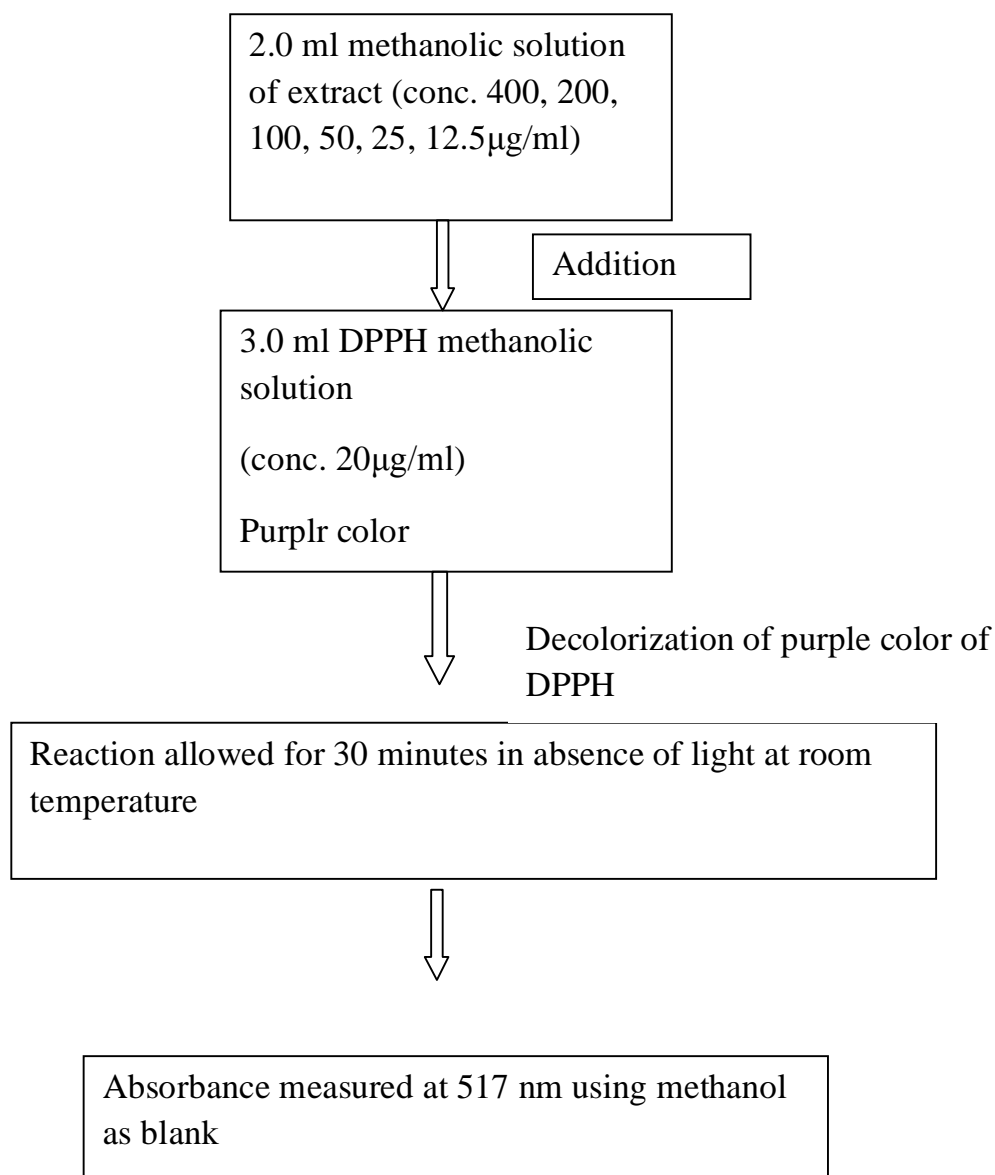 2.0 ml methanolic solution
of extract (conc. 400, 200,
100, 50, 25, 12.5μg/ml)
Addition
3.0 ml DPPH methanolic
solution
(conc. 20μg/ml)
Purplr color
Decolorization of purple color of
DPPH
Reaction allowed for 30 minutes in absence of light at room
temperature
Absorbance measured at 517 nm using methanol
as blank